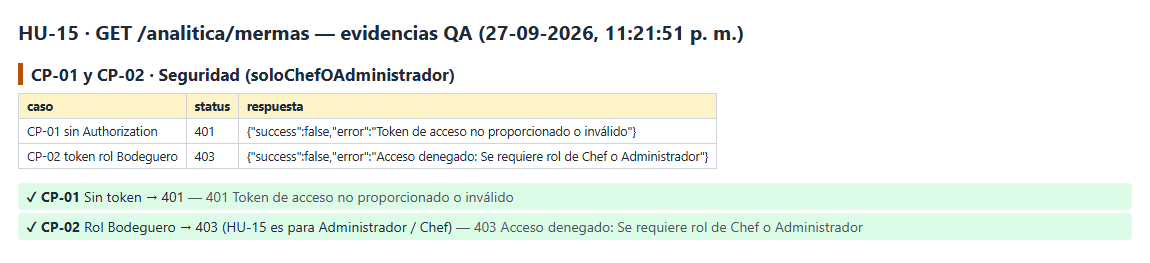 HU-15 · GET /analitica/mermas — evidencias QA (27-09-2026, 11:21:51 p. m.)
CP-01 y CP-02 · Seguridad (soloChefOAdministrador)
caso status respuesta
CP-01 sin Authorization 401 {"success":false,"error":"Token de acceso no proporcionado o inválido"}
CP-02 token rol Bodeguero 403 {"success":false,"error":"Acceso denegado: Se requiere rol de Chef o Administrador"}
✓ CP-01 Sin token → 401 — 401 Token de acceso no proporcionado o inválido
✓ CP-02 Rol Bodeguero → 403 (HU-15 es para Administrador / Chef) — 403 Acceso denegado: Se requiere rol de Chef o Administrador